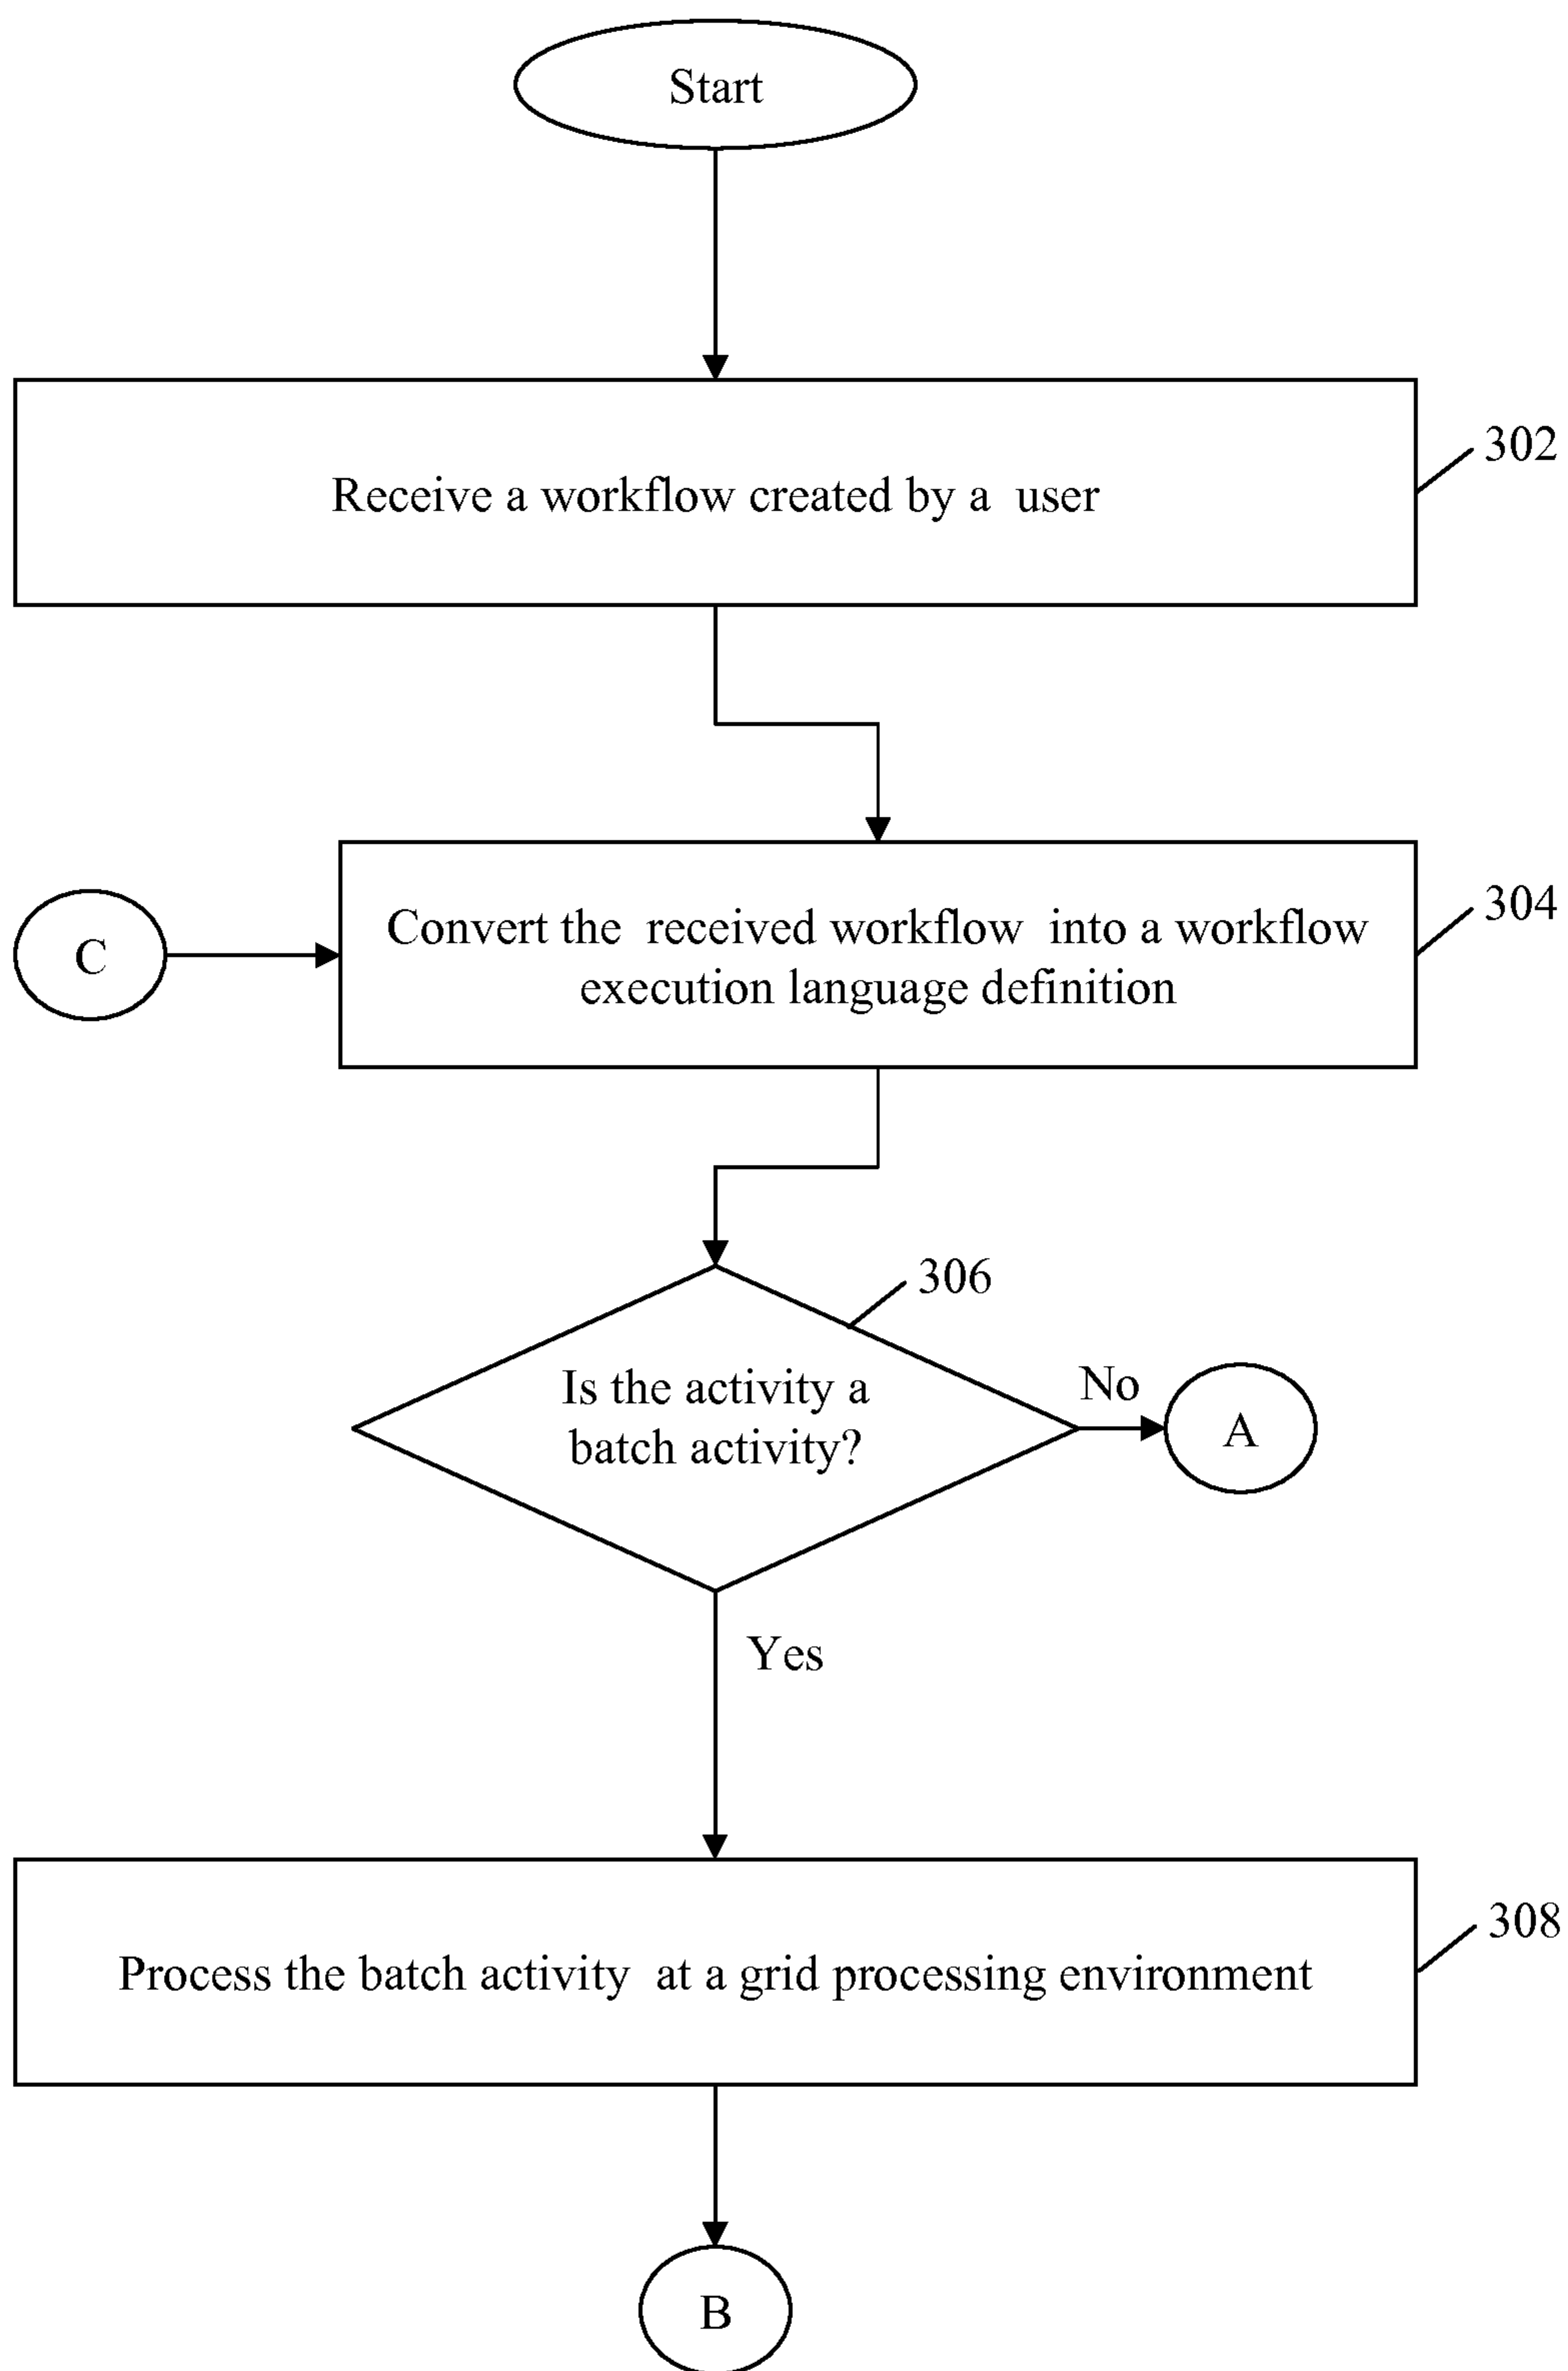 Start
302
Receive a workflow created by a user
304
Convert the received workflow into a workflow
execution language definition
C
306
Is the activity a
batch activity?
No
A
Yes
308
Process the batch activity at a grid processing environment
B